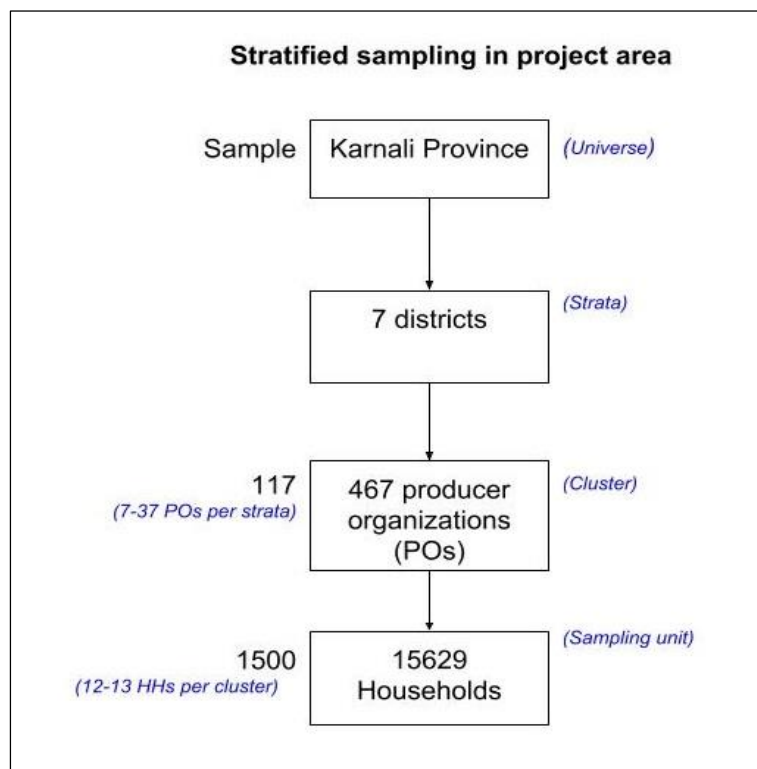 Stratified sampling in project area
Sample
Karnali Province
(Universe)
7 districts
(Strata)
117
(7-37 POs per strata)
467 producer
organizations
(POs)
(Cluster)
1500
(12-13 HHs per cluster)
15629
Households
(Sampling unit)